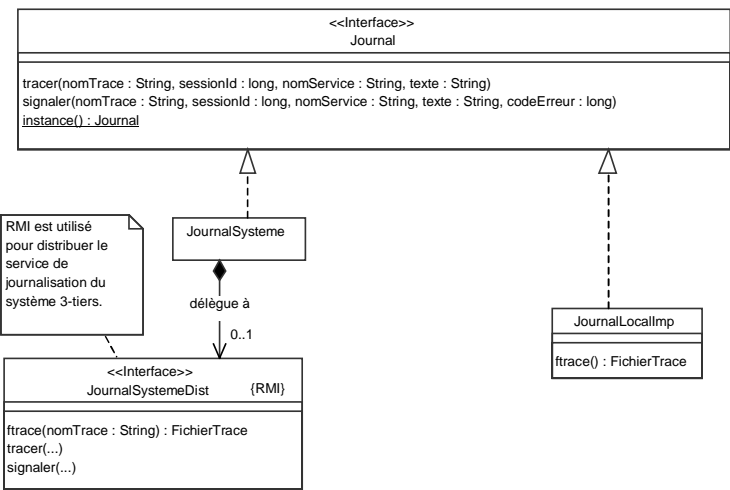 <<Interface>>
Journal
tracer(nomTrace : String, sessionId : long, nomService : String, texte : String)
signaler(nomTrace : String, sessionId : long, nomService : String, texte : String, codeErreur : long)
instance() : Journal
RMI est utilisé
pour distribuer le
service de
journalisation du
système 3-tiers.
JournalSysteme
délègue à
0..1
JournalLocalImp
ftrace() : FichierTrace
<<Interface>>
JournalSystemeDist {RMI}
ftrace(nomTrace : String) : FichierTrace
tracer(...)
signaler(...)